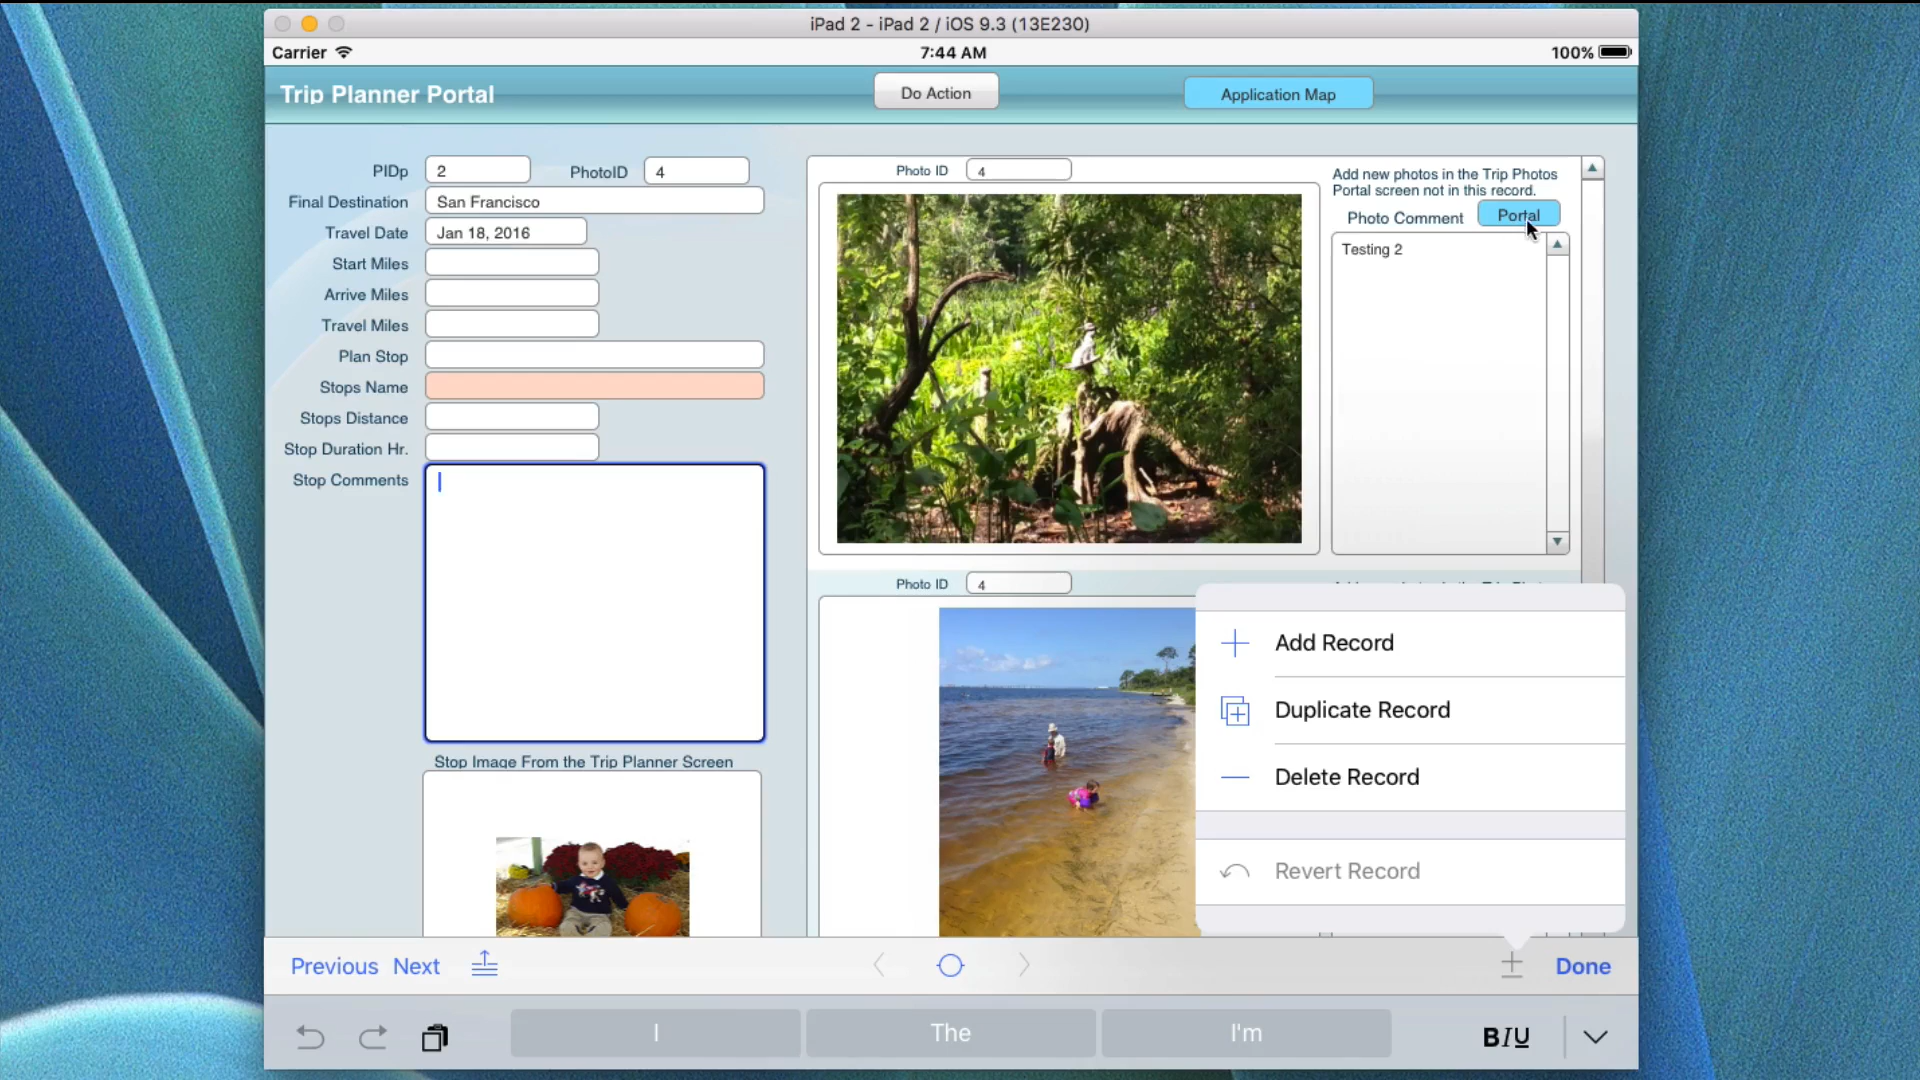 iPad 2 - iPad 2 / iOS 9.3 (13E230)
Carrier
7:44 AM
100%
Trip Planner Portal
Do Action
Application Map
PIDp
2
PhotoID
4
Final Destination
San Francisco
Travel Date
Jan 18, 2016
Start Miles
Arrive Miles
Travel Miles
Plan Stop
Stops Name
Stops Distance
Stop Duration Hr.
Stop Comments
Stop Image From the Trip Planner Screen
Photo ID
4
Add new photos in the Trip Photos
Portal screen not in this record.
Photo Comment
Portal
Testing 2
Photo ID
4
Add Record
Duplicate Record
Delete Record
Revert Record
Previous
Next
Done
I
The
I'm
BIU